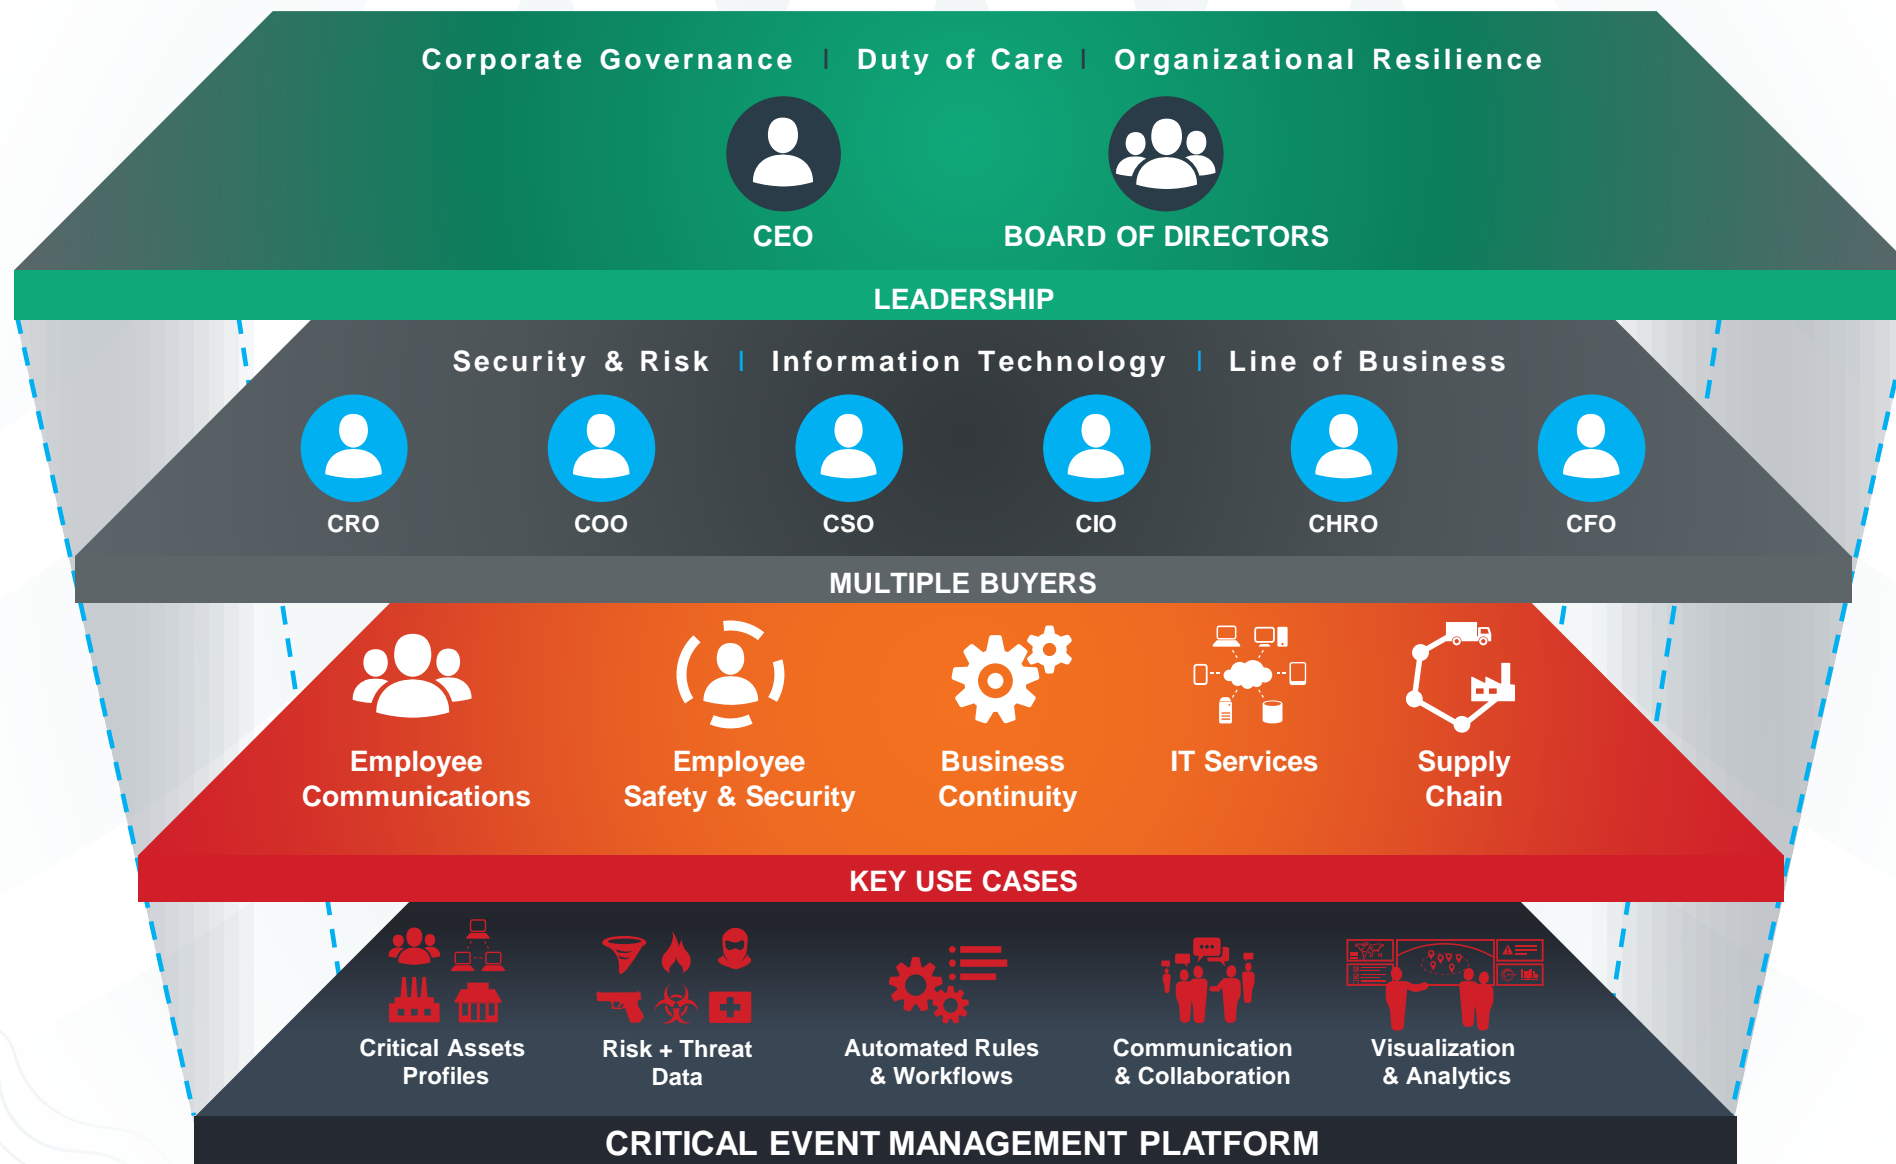 Corporate Governance | Duty of Care | Organizational Resilience
CEO
BOARD OF DIRECTORS
LEADERSHIP
Security & Risk | Information Technology | Line of Business
CRO
COO
CSO
CIO
CHRO
CFO
MULTIPLE BUYERS
Employee
Communications
Employee
Safety & Security
Business
Continuity
IT Services
Supply
Chain
KEY USE CASES
Critical Assets
Profiles
Risk + Threat
Data
Automated Rules
& Workflows
Communication
& Collaboration
Visualization
& Analytics
CRITICAL EVENT MANAGEMENT PLATFORM